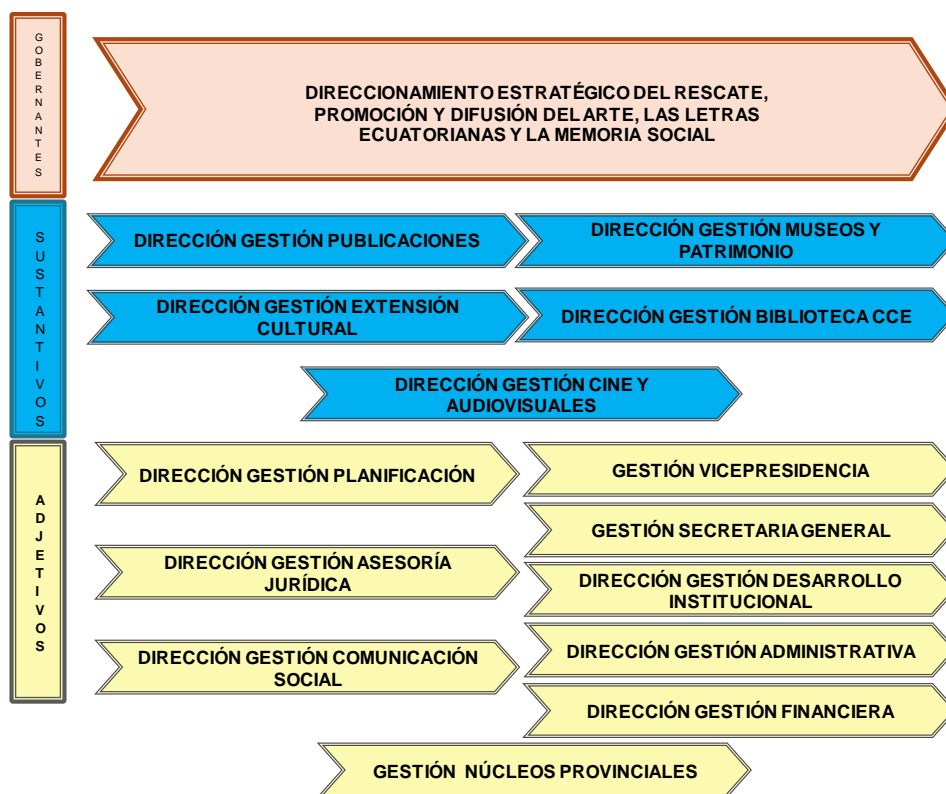 GOBERNANTES
DIRECCIONAMIENTO ESTRATÉGICO DEL RESCATE,
PROMOCIÓN Y DIFUSIÓN DEL ARTE, LAS LETRAS
ECUATORIANAS Y LA MEMORIA SOCIAL
SUSTANTIVOS
DIRECCIÓN GESTIÓN PUBLICACIONES
DIRECCIÓN GESTIÓN MUSEOS Y
PATRIMONIO
DIRECCIÓN GESTIÓN EXTENSIÓN
CULTURAL
DIRECCIÓN GESTIÓN BIBLIOTECA CCE
DIRECCIÓN GESTIÓN CINE Y
AUDIOVISUALES
ADJETIVOS
DIRECCIÓN GESTIÓN PLANIFICACIÓN
GESTIÓN VICEPRESIDENCIA
GESTIÓN SECRETARIA GENERAL
DIRECCIÓN GESTIÓN ASESORÍA
JURÍDICA
DIRECCIÓN GESTIÓN DESARROLLO
INSTITUCIONAL
DIRECCIÓN GESTIÓN COMUNICACIÓN
SOCIAL
DIRECCIÓN GESTIÓN ADMINISTRATIVA
DIRECCIÓN GESTIÓN FINANCIERA
GESTIÓN NÚCLEOS PROVINCIALES